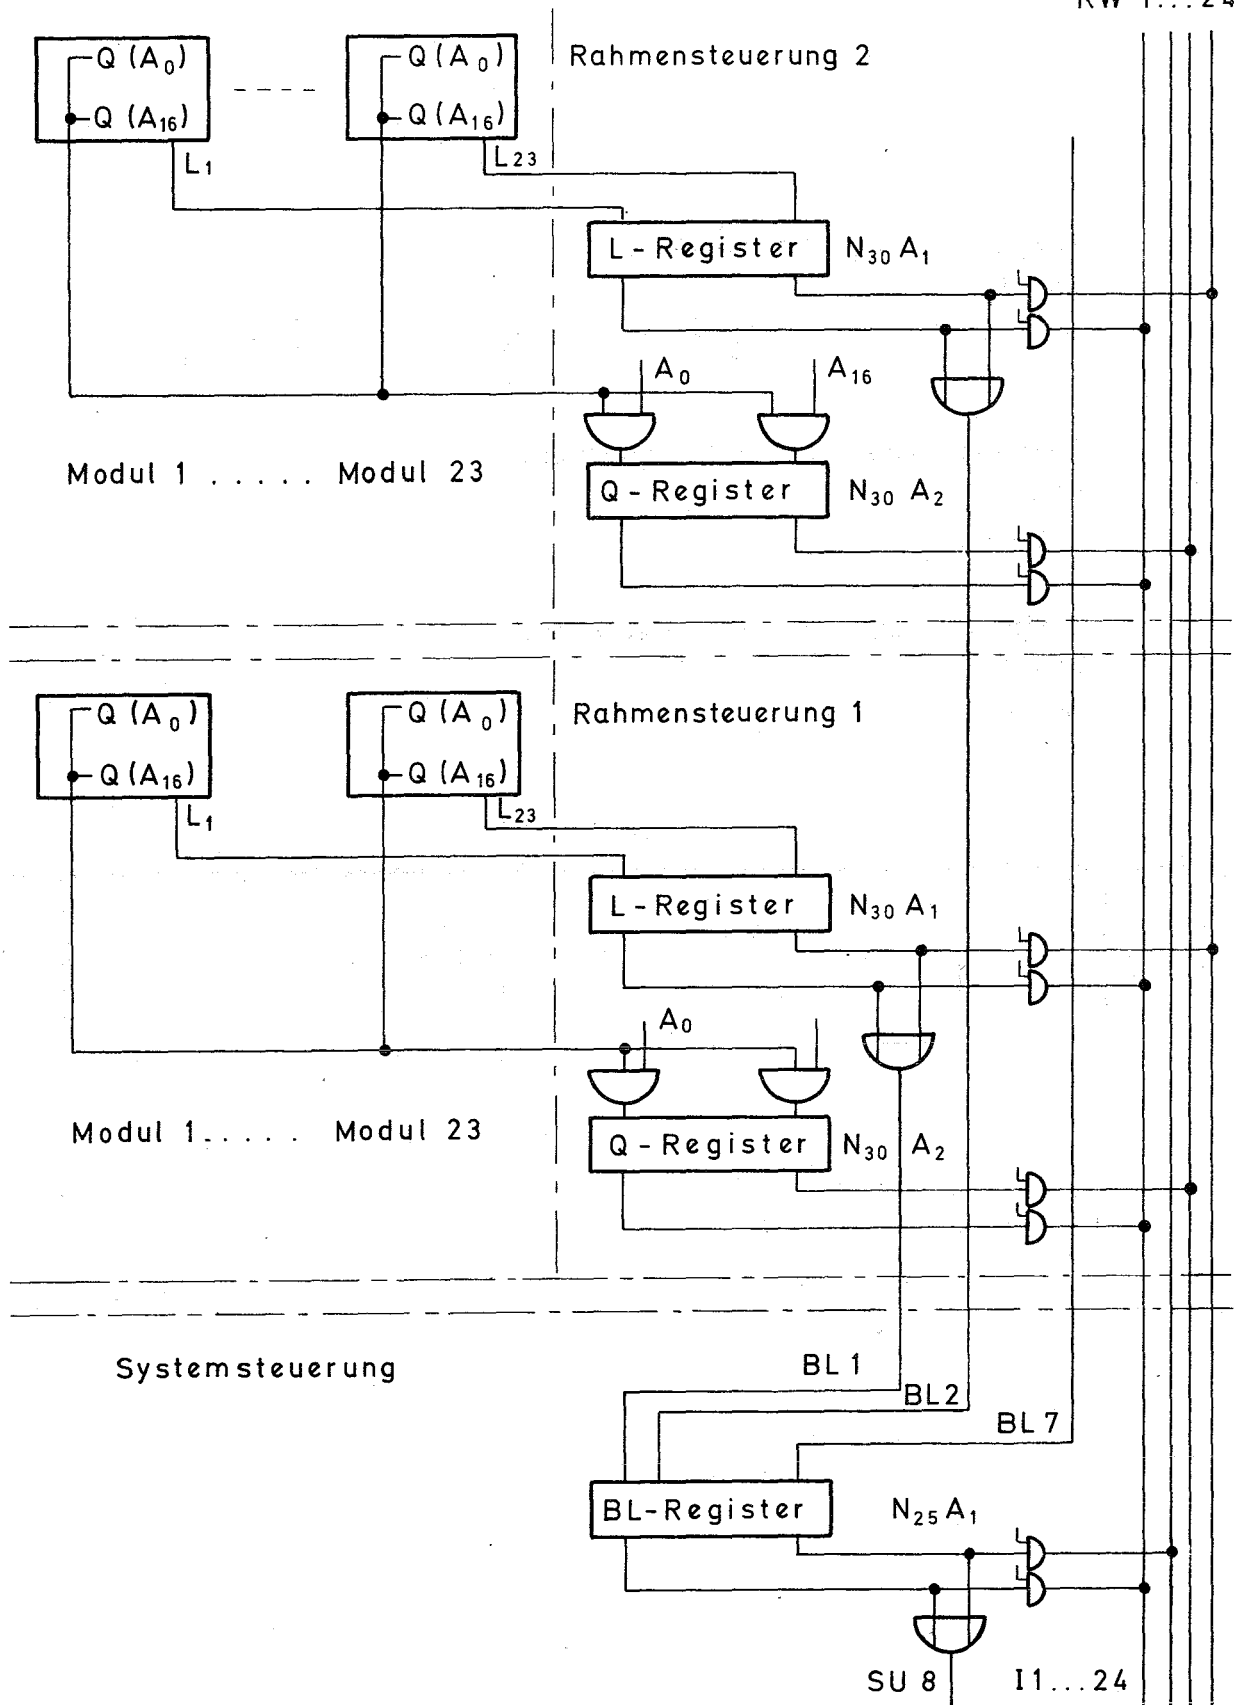 RW 1...24
Q (A0) Q (A0) Rahmensteuerung 2
Q (A16) Q (A16)
L1 L23
L-Register N30 A1
A0 A16
Modul 1 ..... Modul 23 Q-Register N30 A2
Q (A0) Q (A0) Rahmensteuerung 1
Q (A16) Q (A16)
L1 L23
L-Register N30 A1
A0
Modul 1..... Modul 23 Q-Register N30 A2
Systemsteuerung BL 1
BL2
BL 7
BL-Register N25 A1
SU 8 I1...24